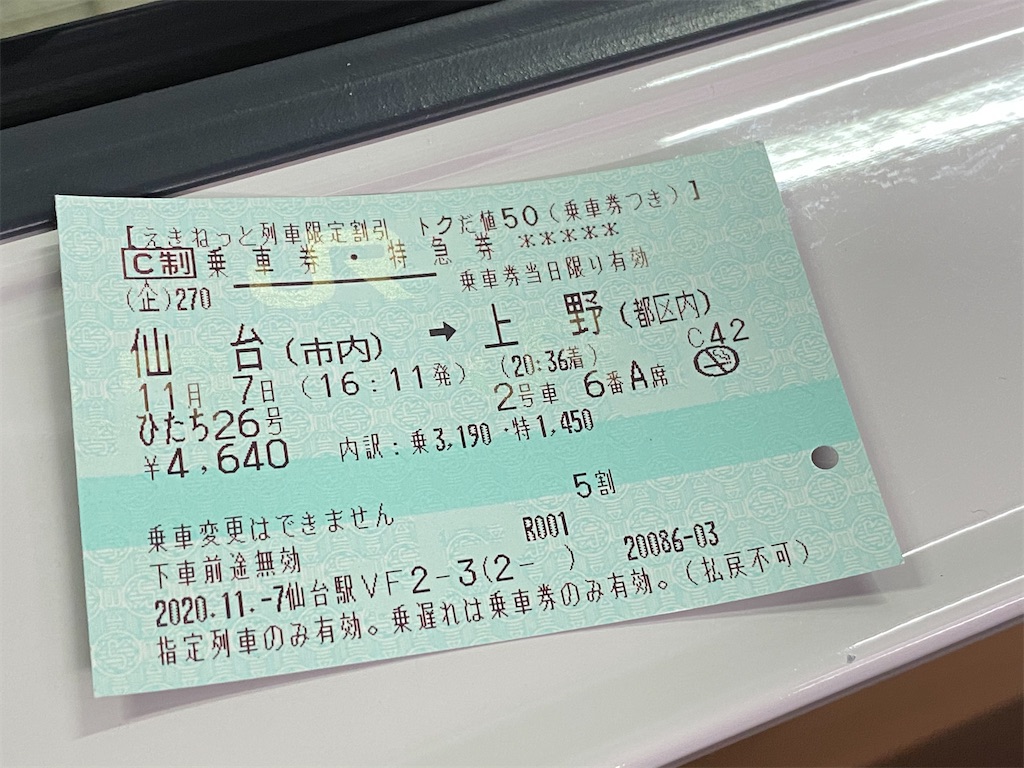 【えきねっと列車限定割引 トクだ値50(乗車券つき)】
C制 乗車券・特急券 *****
(企)270 乗車券当日限り有効
仙台(市内) → 上野(都区内)
11月 7日 (16:11発) (20:36着) C42
ひたち26号 2号車 6番A席
¥4,640 内訳:乗3,190・特1,450
5割
乗車変更はできません
下車前途無効 R001
2020.11.-7仙台駅VF2-3(2- ) 20086-03
指定列車のみ有効。乗遅れは乗車券のみ有効。(払戻不可)